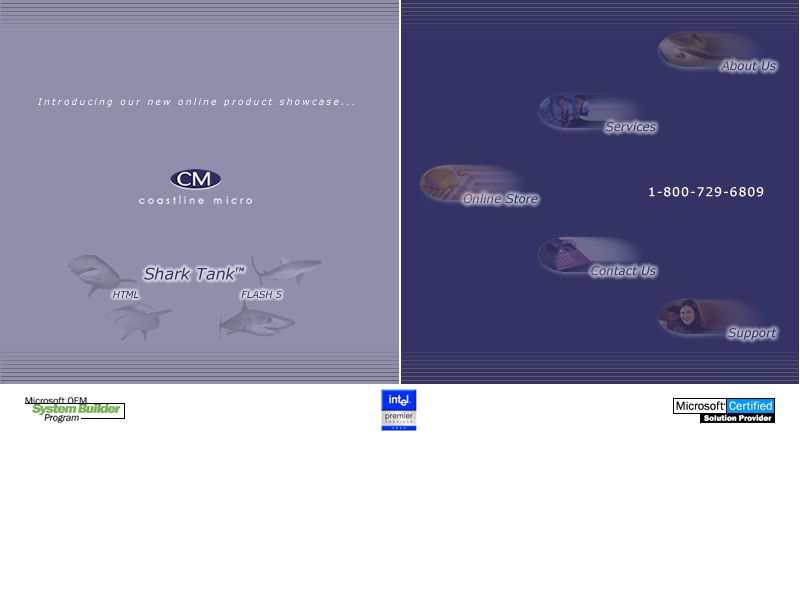 Introducing our new online product showcase...
CM
coastline micro
Shark Tank™
HTML
FLASH 5
About Us
Services
Online Store
1-800-729-6809
Contact Us
Support
Microsoft OEM
System Builder
Program
intel.
premier
Microsoft Certified
Solution Provider